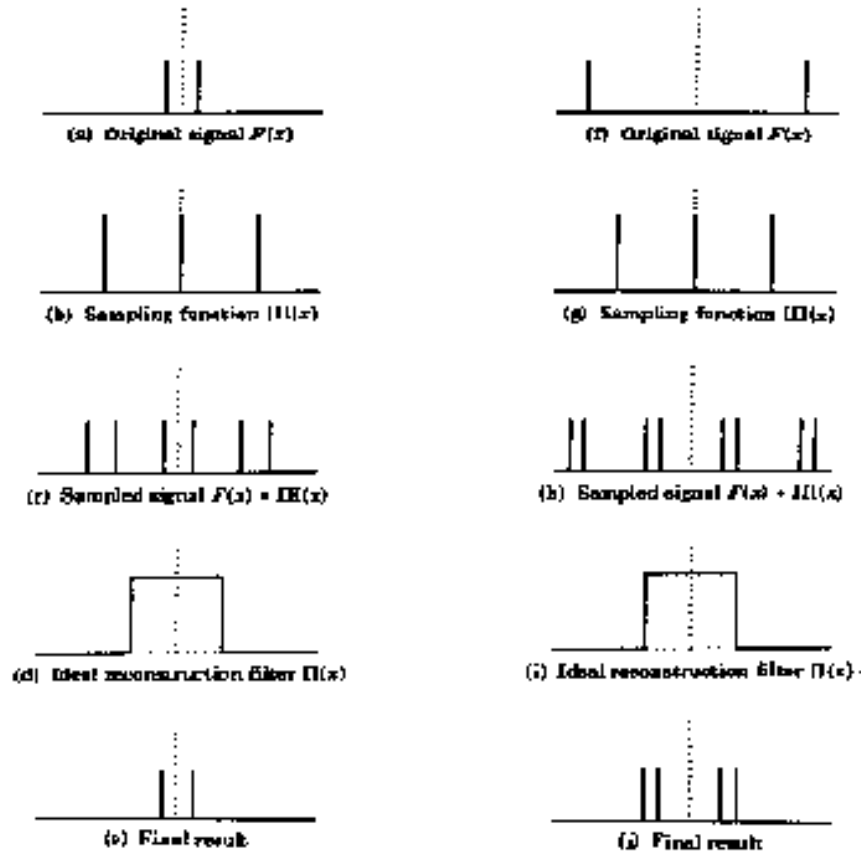 (a) Original signal F(x)
(b) Sampling function III(x)
(c) Sampled signal F(x) * III(x)
(d) Ideal reconstruction filter Π(x)
(e) Final result
(f) Original signal F(x)
(g) Sampling function III(x)
(h) Sampled signal F(x) * III(x)
(i) Ideal reconstruction filter Π(x)
(j) Final result